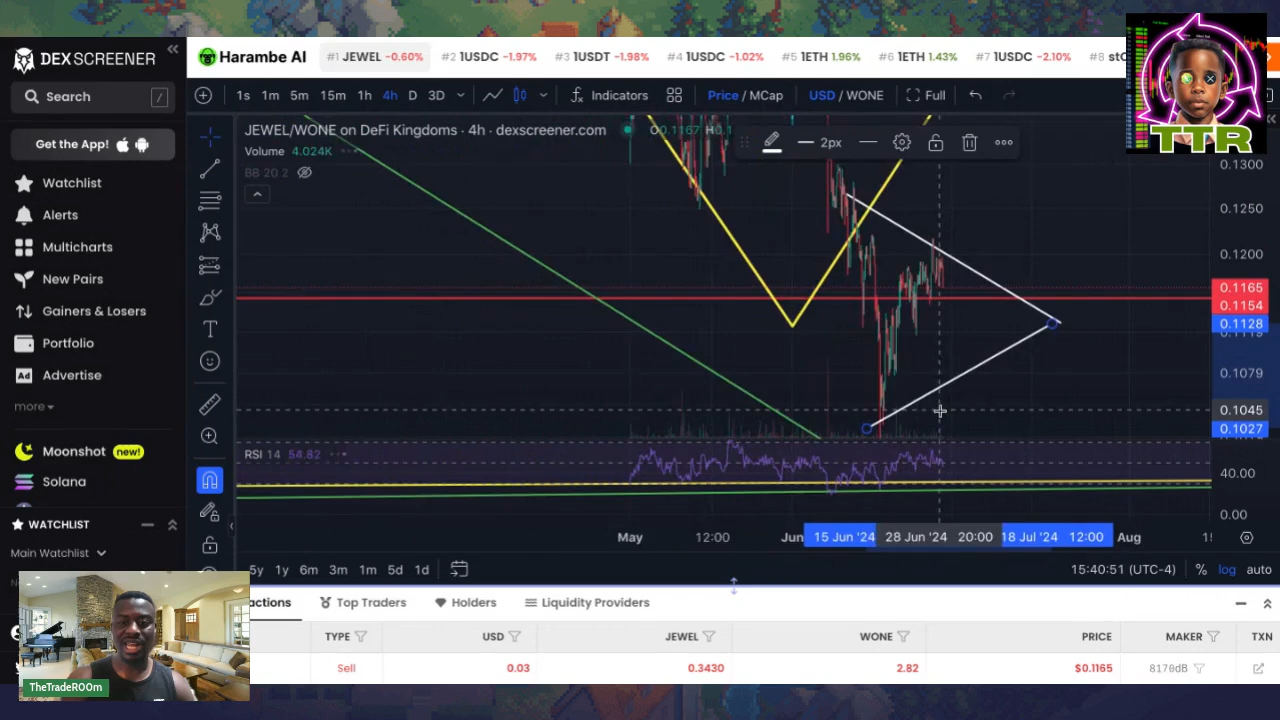 DEXSCREENER
Harambe AI
#1 JEWEL -0.60%
#2 1USDC -1.97%
#3 1USDT -1.98%
#4 1USDC -1.02%
#5 1ETH 1.96%
#6 1ETH 1.43%
#7 1USDC -2.10%
#8
TTR
Search /
1s 1m 5m 15m 1h 4h D 3D
Indicators
Price / MCap
USD / WONE
Full
Get the App!
JEWEL/WONE on DeFi Kingdoms - 4h - dexscreener.com
Volume 4.024K
BB 20 2
2px
0.1300
0.1250
0.1200
0.1165
0.1154
0.1128
0.1079
0.1045
0.1027
Watchlist
Alerts
Multicharts
New Pairs
Gainers & Losers
Portfolio
Advertise
more
Moonshot new!
Solana
WATCHLIST
Main Watchlist
RSI 14 54.82
40.00
0.00
May 12:00 Jun 15 Jun '24 28 Jun '24 20:00 18 Jul '24 12:00 Aug
5y 1y 6m 3m 1m 5d 1d
15:40:51 (UTC-4) % log auto
Top Traders
Holders
Liquidity Providers
TYPE USD JEWEL WONE PRICE MAKER TXN
Sell 0.03 0.3430 2.82 $0.1165 8170dB
TheTradeROOm